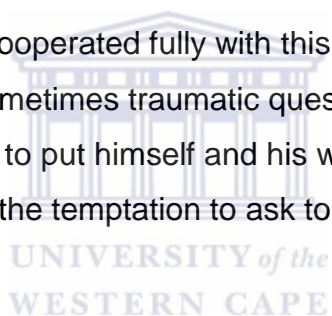 ooperated fully with this
ometimes traumatic ques
to put himself and his w
the temptation to ask to
UNIVERSITY of the
WESTERN CAPE